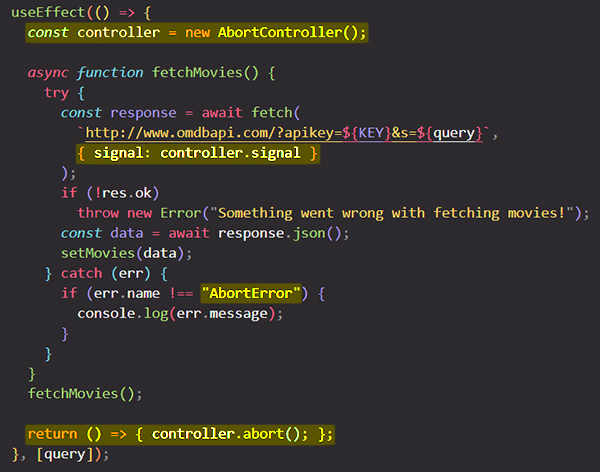 useEffect(() => {
const controller = new AbortController();
async function fetchMovies() {
try {
const response = await fetch(
`http://www.omdbapi.com/?apikey=${KEY}&s=${query}`,
{ signal: controller.signal }
);
if (!res.ok)
throw new Error("Something went wrong with fetching movies!");
const data = await response.json();
setMovies(data);
} catch (err) {
if (err.name !== "AbortError") {
console.log(err.message);
}
}
}
fetchMovies();
return () => { controller.abort(); };
}, [query]);